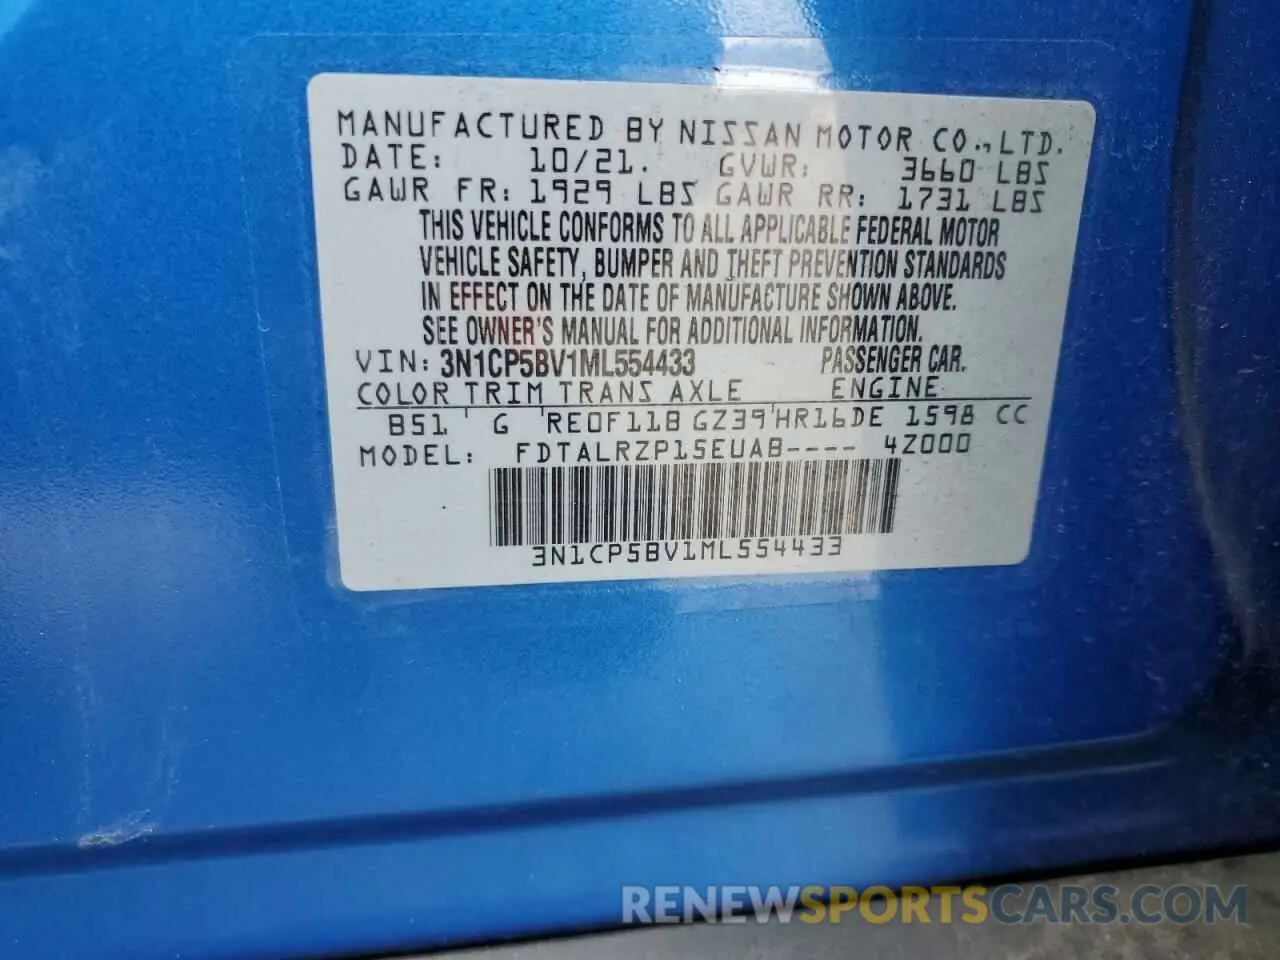 MANUFACTURED BY NISSAN MOTOR CO., LTD.
DATE: 10/21. GVWR: 3660 LBS
GAWR FR: 1929 LBS GAWR RR: 1731 LBS
THIS VEHICLE CONFORMS TO ALL APPLICABLE FEDERAL MOTOR
VEHICLE SAFETY, BUMPER AND THEFT PREVENTION STANDARDS
IN EFFECT ON THE DATE OF MANUFACTURE SHOWN ABOVE.
SEE OWNER'S MANUAL FOR ADDITIONAL INFORMATION.
VIN: 3N1CP5BV1ML554433 PASSENGER CAR.
COLOR TRIM TRANS AXLE ENGINE
B51 ' G 'RE0F11B GZ39'HR16DE 1598 CC
MODEL: FDTALRZP15EUAB---- 4Z000
3N1CP5BV1ML554433
RENEWSPORTSCARS.COM